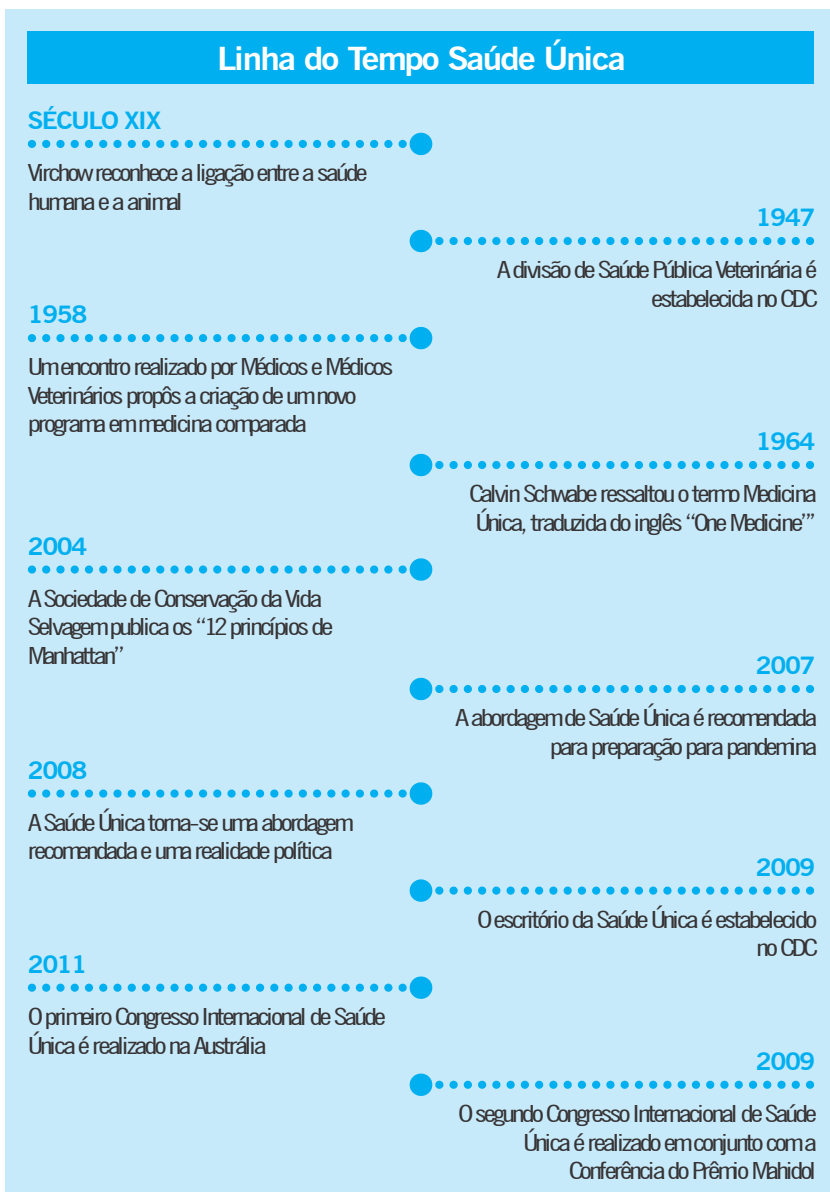 Linha do Tempo Saúde Única
SÉCULO XIX
Virchow reconhece a ligação entre a saúde
humana e a animal
1947
A divisão de Saúde Pública Veterinária é
estabelecida no CDC
1958
Um encontro realizado por Médicos e Médicos
Veterinários propôs a criação de um novo
programa em medicina comparada
1964
Calvin Schwabe ressaltou o termo Medicina
Única, traduzida do inglês “One Medicine’”
2004
A Sociedade de Conservação da Vida
Selvagem publica os “12 princípios de
Manhattan”
2007
A abordagem de Saúde Única é recomendada
para preparação para pandemina
2008
A Saúde Única torna-se uma abordagem
recomendada e uma realidade política
2009
O escritório da Saúde Única é estabelecido
no CDC
2011
O primeiro Congresso Internacional de Saúde
Única é realizado na Austrália
2009
O segundo Congresso Internacional de Saúde
Única é realizado em conjunto com a
Conferência do Prêmio Mahidol